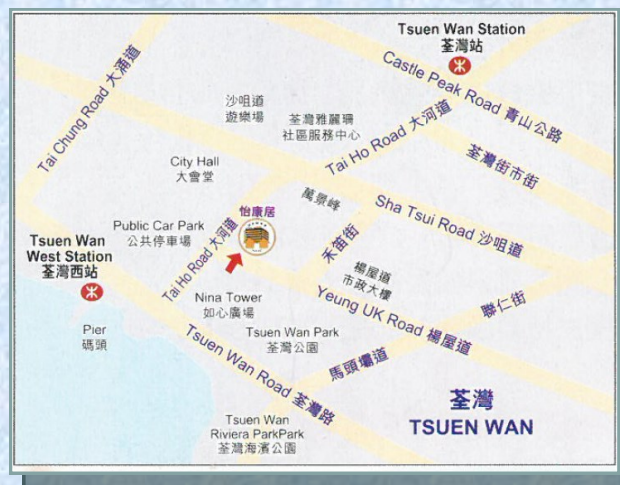 Tsuen Wan Station
荃灣站
Castle Peak Road 青山公路
Tai Chung Road 大涌道
沙咀道
遊樂場
荃灣雅麗珊
社區服務中心
Tai Ho Road 大河道
荃灣街市街
City Hall
大會堂
萬景峰
Sha Tsui Road 沙咀道
怡康居
Public Car Park
公共停車場
Tai Ho Road 大河道
禾笛街
Tsuen Wan
West Station
荃灣西站
楊屋道
市政大樓
聯仁街
Nina Tower
如心廣場
Yeung UK Road 楊屋道
Pier
碼頭
Tsuen Wan Park
荃灣公園
馬頭壩道
Tsuen Wan Road 荃灣路
荃灣
TSUEN WAN
Tsuen Wan
Riviera ParkPark
荃灣海濱公園